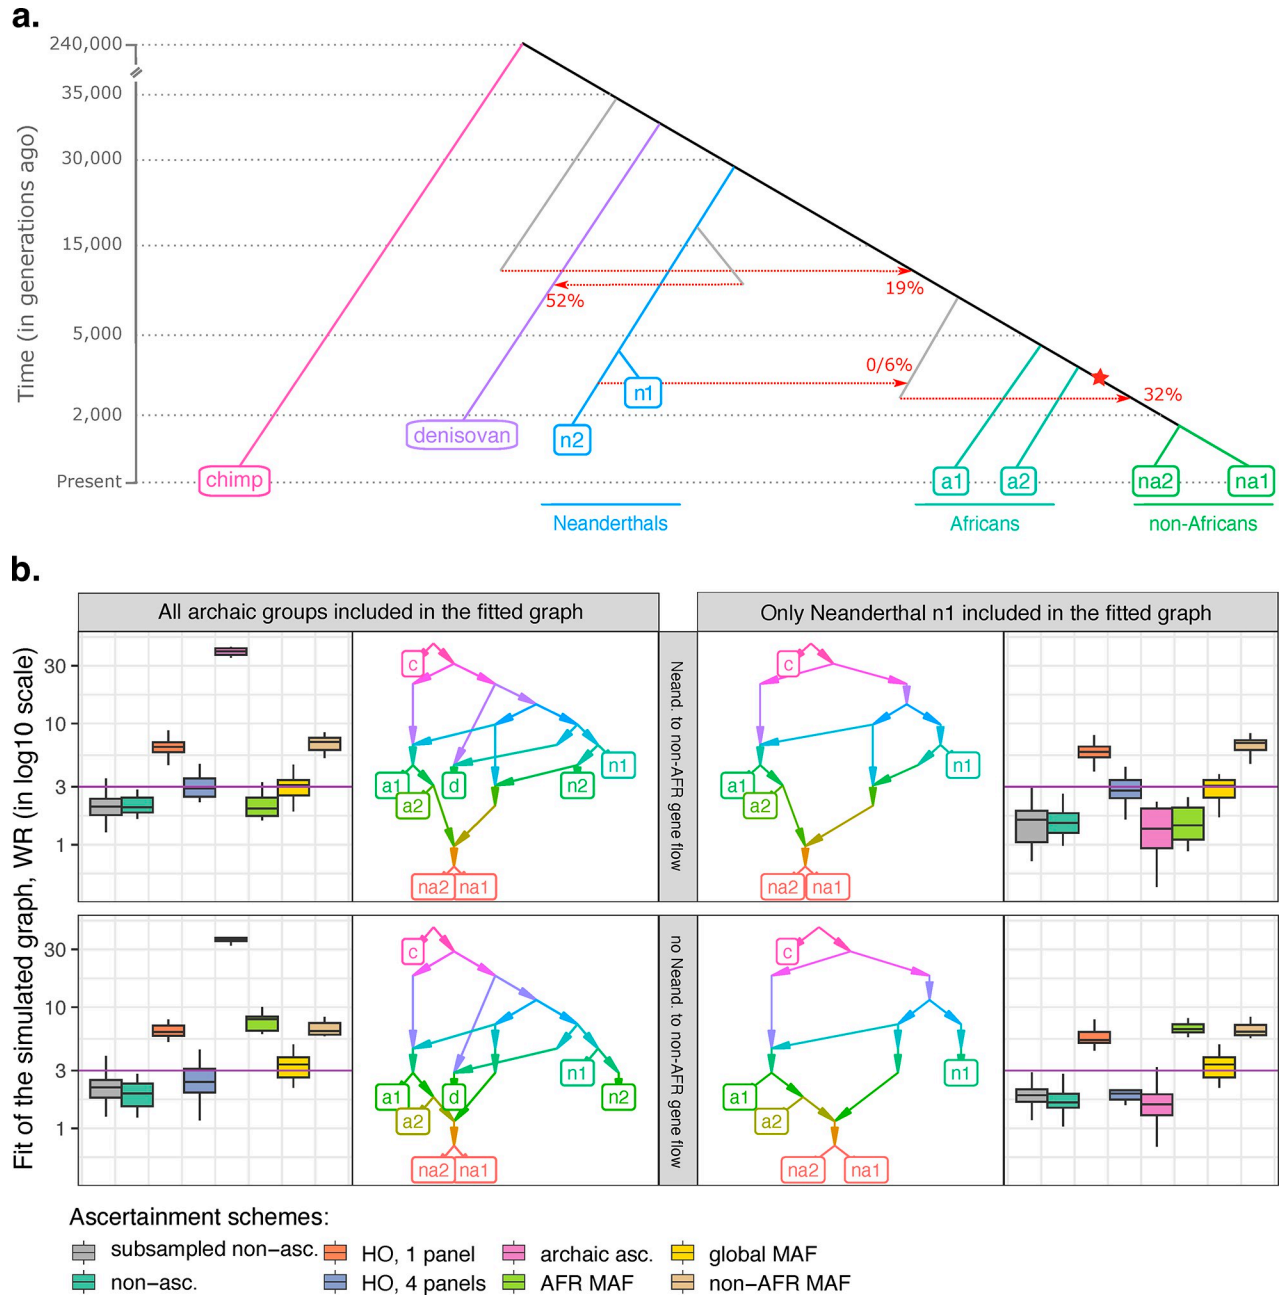 a.
240,000
35,000
30,000
15,000
5,000
2,000
Present
Time (in generations ago)
52%
19%
0/6%
32%
n1
denisovan
n2
chimp
a1
a2
na2
na1
Neanderthals
Africans
non-Africans
b.
All archaic groups included in the fitted graph
Only Neanderthal n1 included in the fitted graph
Fit of the simulated graph, WR (in log10 scale)
30
10
3
1
c
n1
a1
d
n2
a2
na2
na1
Neand. to non-AFR gene flow
c
n1
a1
a2
na2
na1
30
10
3
1
c
n1
a1
d
n2
a2
na2
na1
no Neand. to non-AFR gene flow
c
n1
a1
a2
na2
na1
Ascertainment schemes:
subsampled non−asc.
HO, 1 panel
archaic asc.
global MAF
non−asc.
HO, 4 panels
AFR MAF
non−AFR MAF